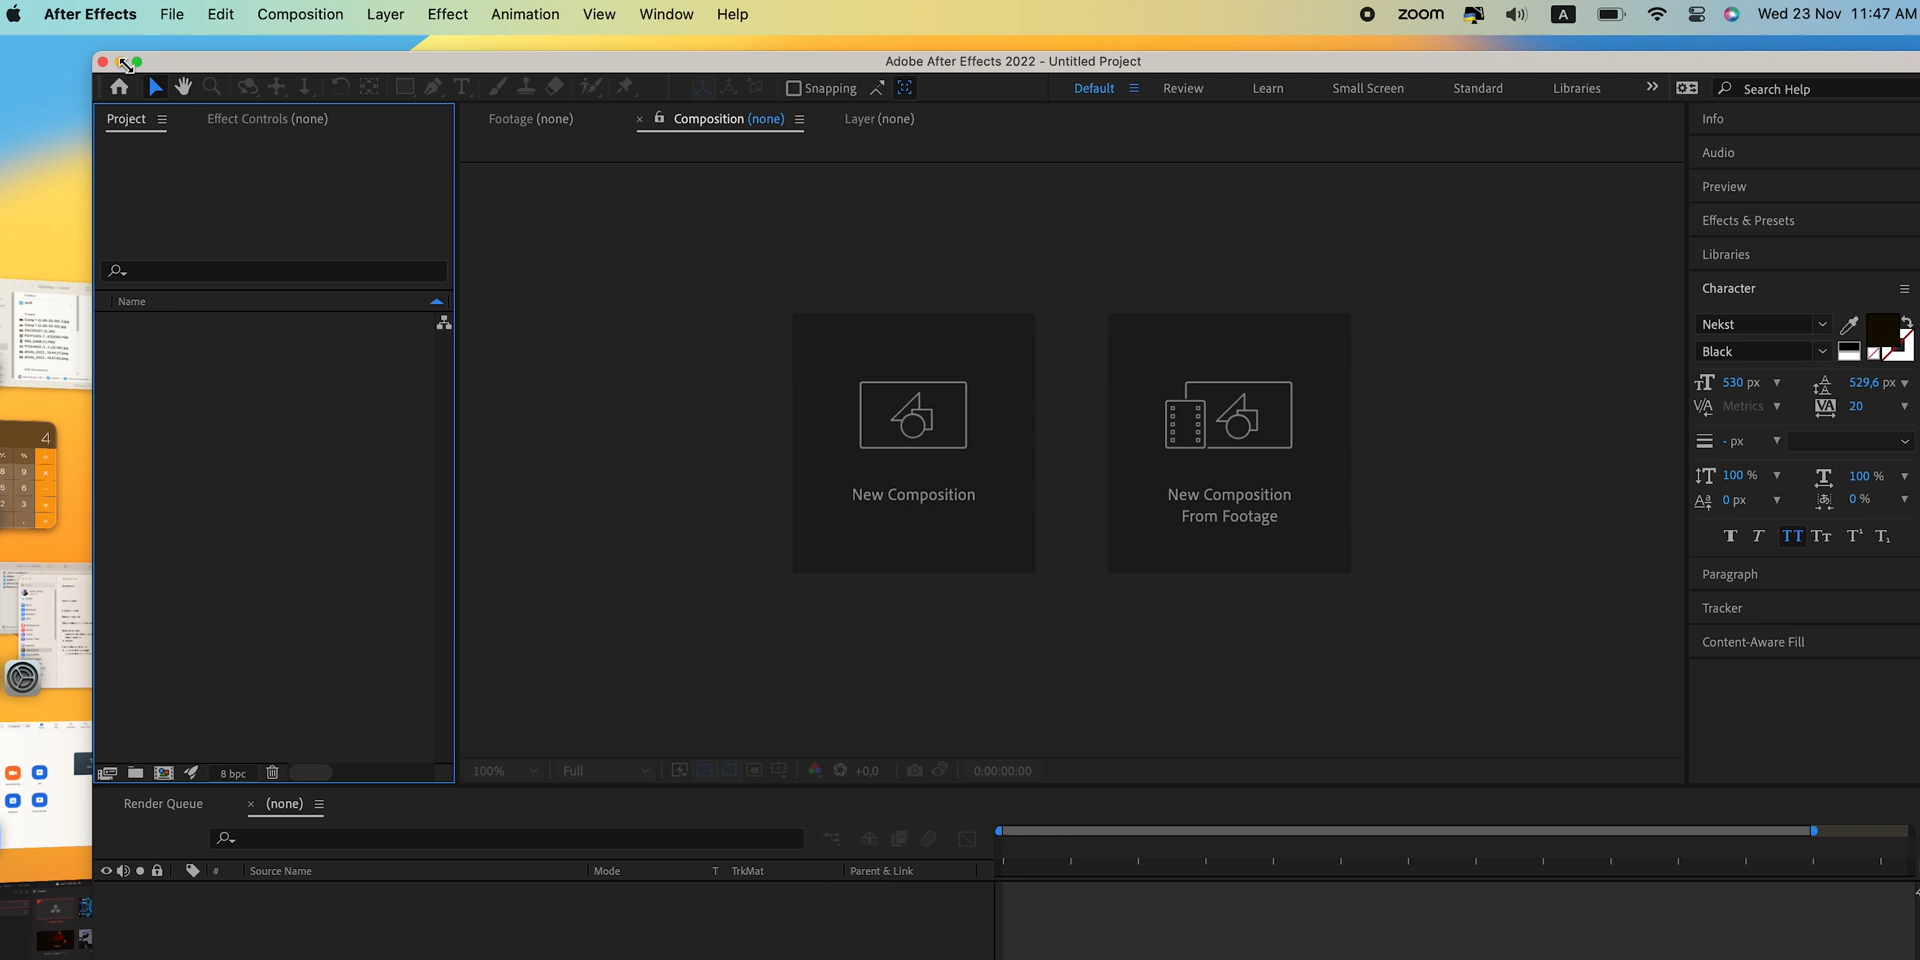 After Effects File Edit Composition Layer Effect Animation View Window Help zoom A Wed 23 Nov 11:47 AM
Adobe After Effects 2022 - Untitled Project
Snapping Default Review Learn Small Screen Standard Libraries Search Help
Project Effect Controls (none) Footage (none) × Composition (none) Layer (none)
Info
Audio
Preview
Effects & Presets
Libraries
Name
Character
Nekst
Black
530 px 529,6 px
Metrics 20
- px
100 % 100 %
0 px 0 %
New Composition
New Composition
From Footage
Paragraph
Tracker
Content-Aware Fill
8 bpc 100% Full +0,0 0:00:00:00
Render Queue × (none)
# Source Name Mode T TrkMat Parent & Link